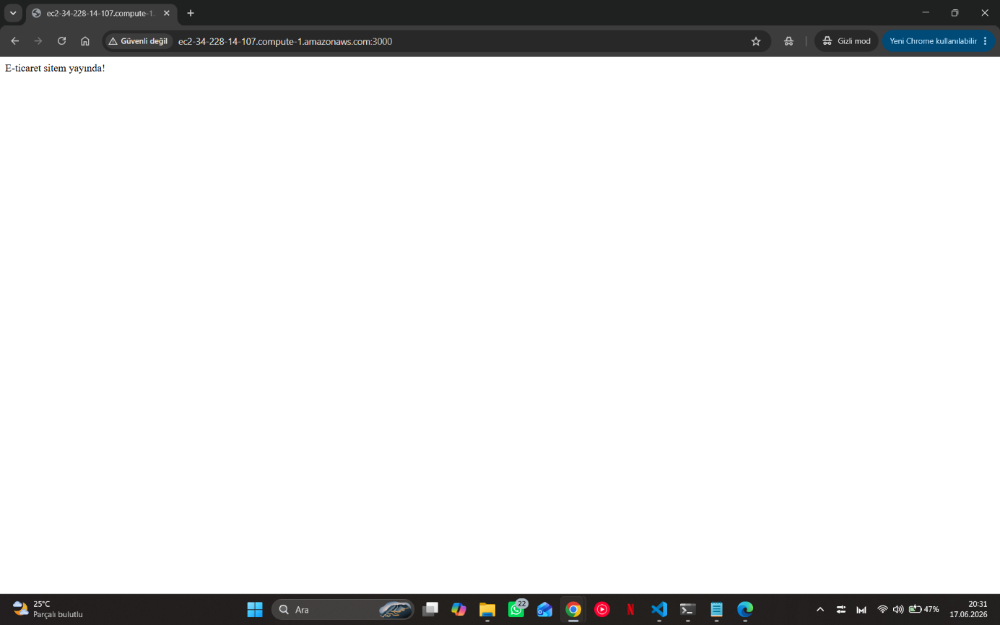 ec2-34-228-14-107.compute-1.
Güvenli değil
ec2-34-228-14-107.compute-1.amazonaws.com:3000
Gizli mod
Yeni Chrome kullanılabilir
E-ticaret sitem yayında!
25°C
Parçalı bulutlu
Ara
22
47%
20:31
17.06.2026